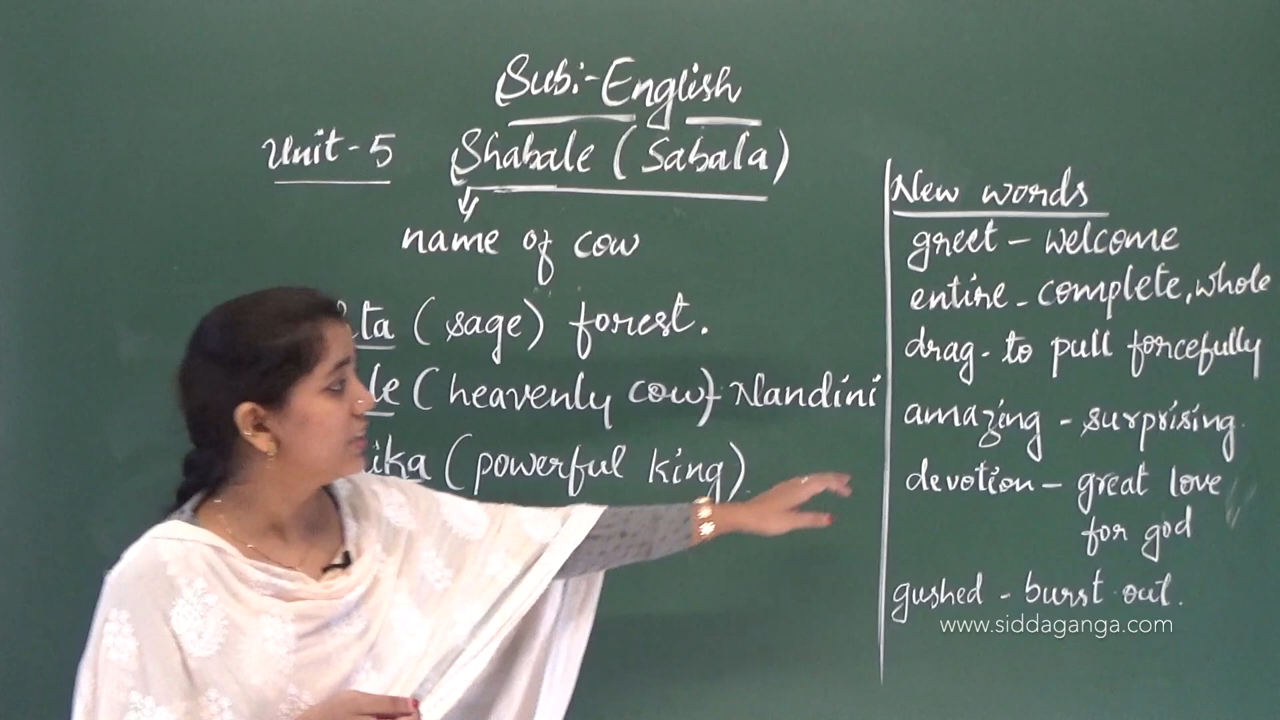 Sub:-English
Unit-5 Shabale (Sabala)
name of cow
(sage) forest.
(heavenly cow)-Nandini
(powerful king)
New words
greet - welcome
entire - complete, whole
drag - to pull forcefully
amazing - surprising.
devotion - great love
for god
gushed - burst out.
www.siddaganga.com